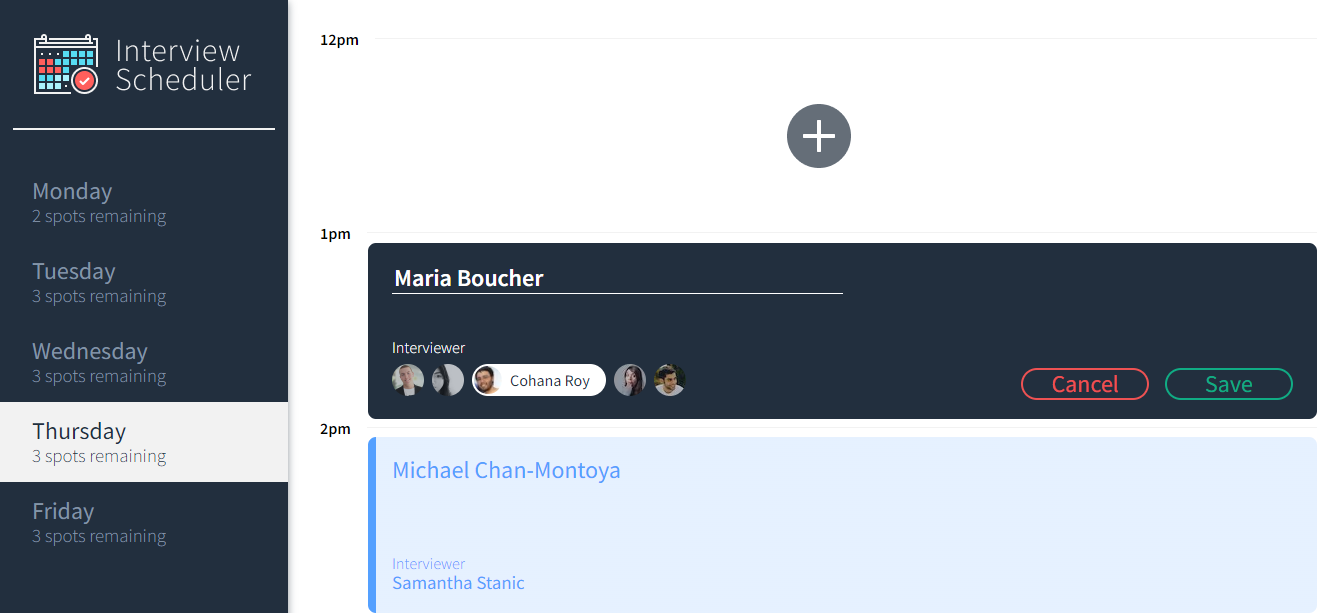 Interview
Scheduler
Monday
2 spots remaining
Tuesday
3 spots remaining
Wednesday
3 spots remaining
Thursday
3 spots remaining
Friday
3 spots remaining
12pm
1pm
Maria Boucher
Interviewer
Cohana Roy
Cancel
Save
2pm
Michael Chan-Montoya
Interviewer
Samantha Stanic